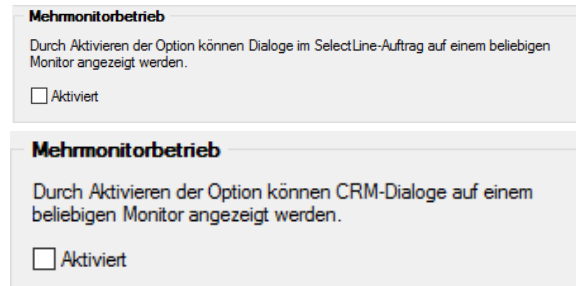 Mehrmonitorbetrieb
Durch Aktivieren der Option können Dialoge im SelectLine-Auftrag auf einem beliebigen
Monitor angezeigt werden.
Aktiviert
Mehrmonitorbetrieb
Durch Aktivieren der Option können CRM-Dialoge auf einem
beliebigen Monitor angezeigt werden.
Aktiviert